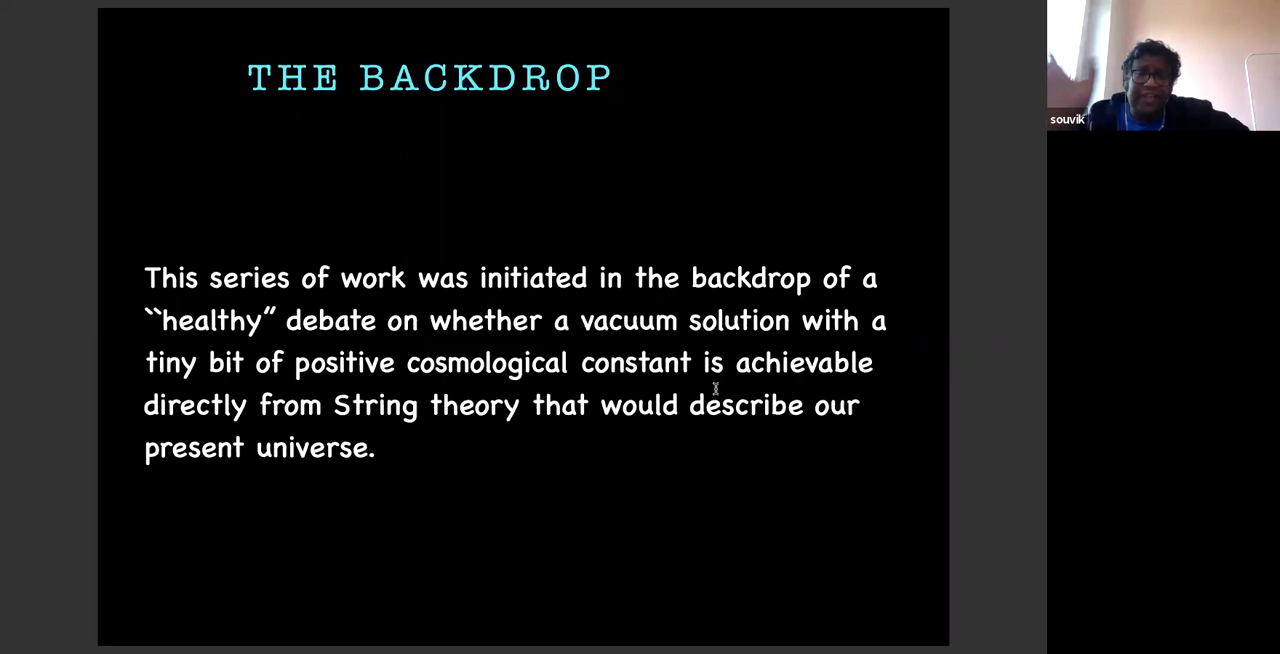 THE BACKDROP
souvik
This series of work was initiated in the backdrop of a
``healthy” debate on whether a vacuum solution with a
tiny bit of positive cosmological constant is achievable
directly from String theory that would describe our
present universe.